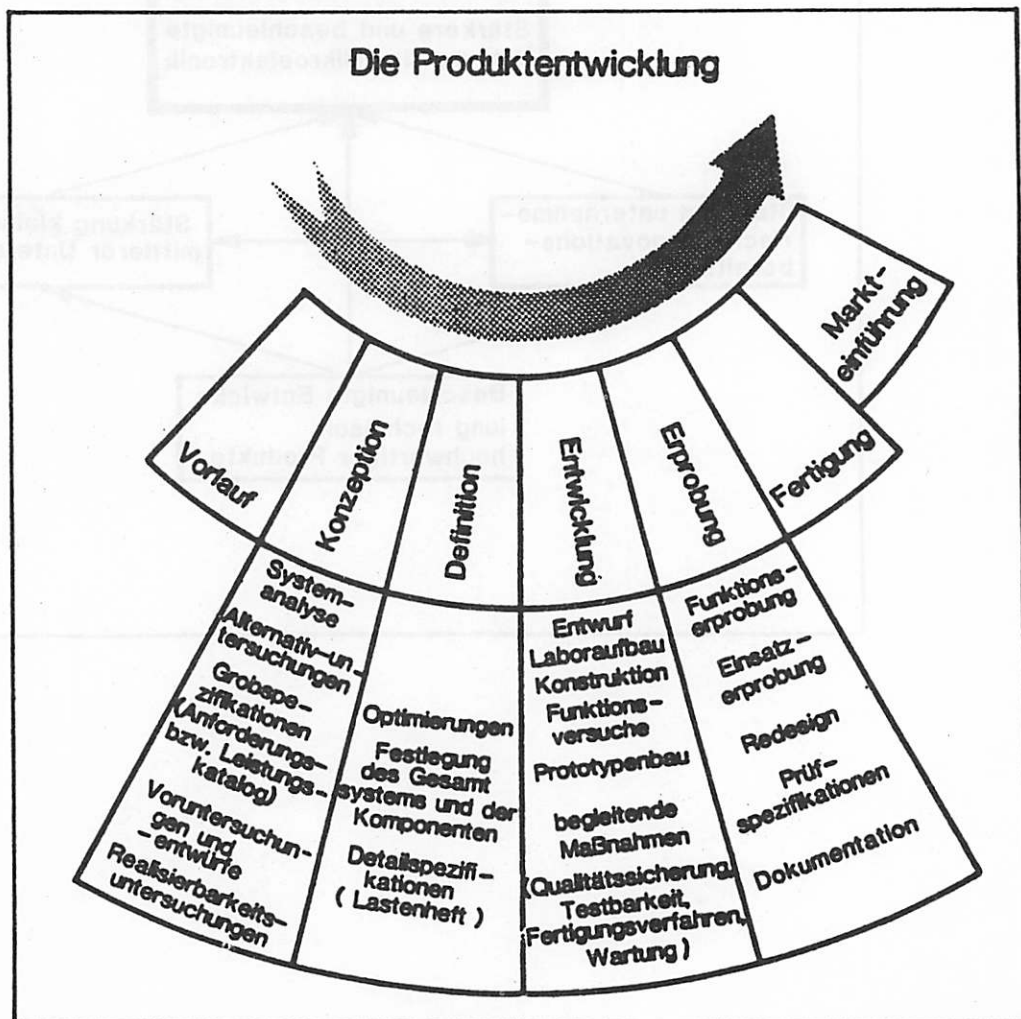 Die Produktentwicklung
Vorlauf
Konzeption
Definition
Entwicklung
Erprobung
Fertigung
Markt-
einführung
System-
analyse
Alternativ-un-
tersuchungen
Grobspe-
zifikationen
(Anforderungs-
bzw. Leistungs-
katalog)
Voruntersuchun-
gen und
-entwürfe
Realisierbarkeits-
untersuchungen
Optimierungen
Festlegung
des Gesamt
systems und der
Komponenten
Detailspezifi-
kationen
( Lastenheft )
Entwurf
Laboraufbau
Konstruktion
Funktions-
versuche
Prototypenbau
begleitende
Maßnahmen
(Qualitätssicherung,
Testbarkeit,
Fertigungsverfahren,
Wartung )
Funktions-
erprobung
Einsatz-
erprobung
Redesign
Prüf-
spezifikationen
Dokumentation